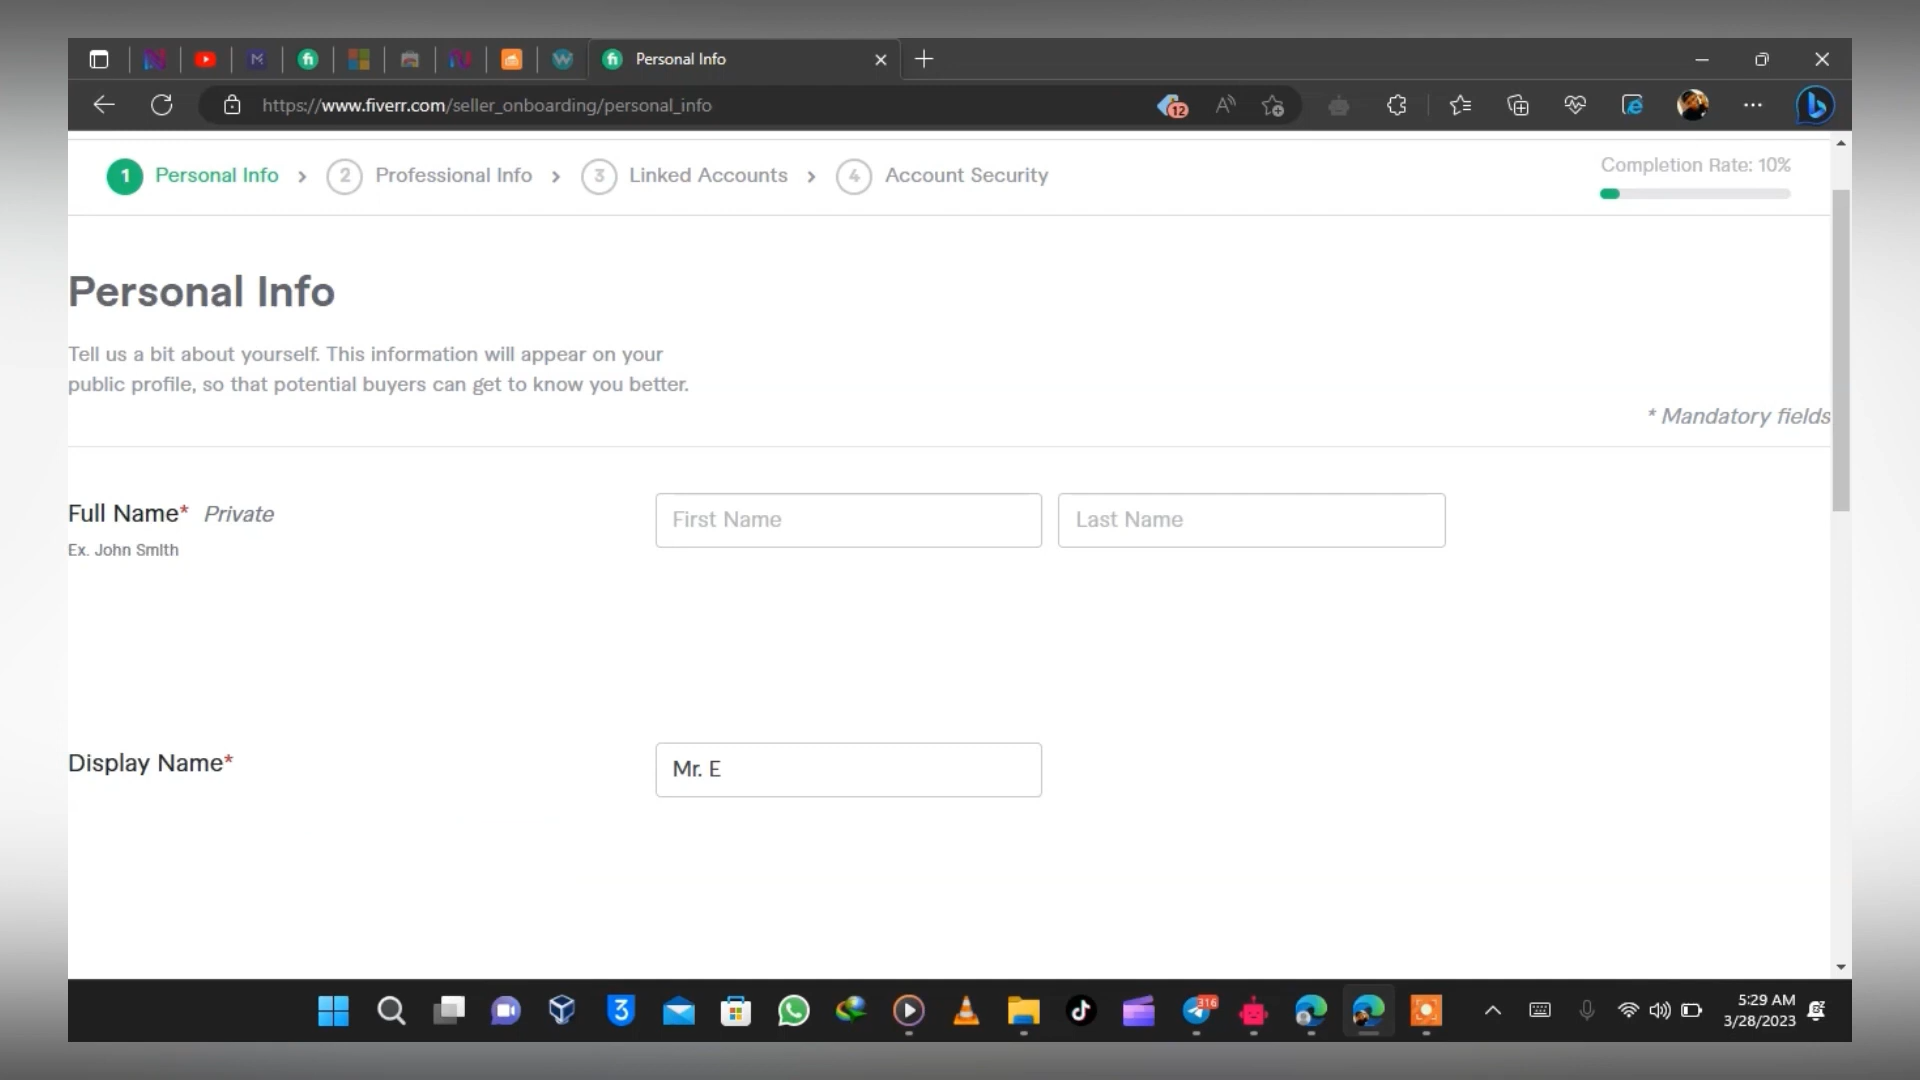 Personal Info
https://www.fiverr.com/seller_onboarding/personal_info
12
1 Personal Info
2 Professional Info
3 Linked Accounts
4 Account Security
Completion Rate: 10%
Personal Info
Tell us a bit about yourself. This information will appear on your
public profile, so that potential buyers can get to know you better.
* Mandatory fields
Full Name* Private
First Name
Last Name
Ex. John Smith
Display Name*
Mr. E
3
316
5:29 AM
3/28/2023